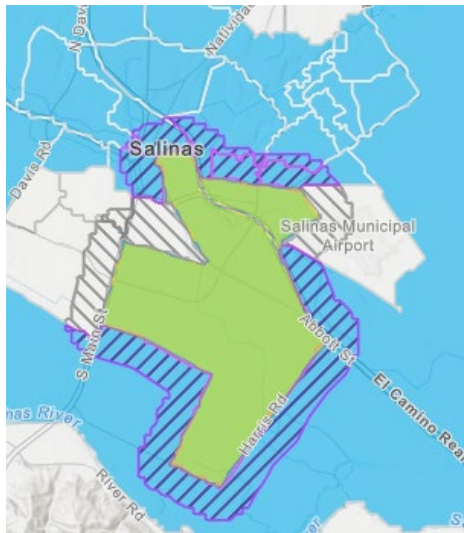 N Dav
Natividad
Davis Rd
Salinas
Salinas Municipal
Airport
S Main St
Abbott St
El Camino Real
Harris Rd
nas River
River Rd
S